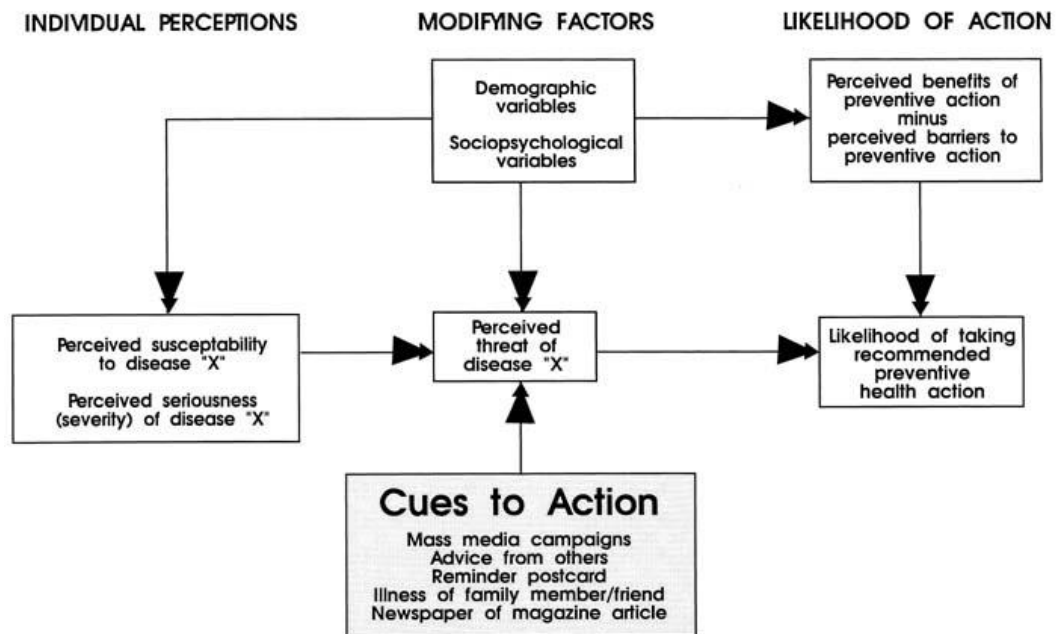 INDIVIDUAL PERCEPTIONS
MODIFYING FACTORS
LIKELIHOOD OF ACTION
Demographic
variables
Sociopsychological
variables
Perceived benefits of
preventive action
minus
perceived barriers to
preventive action
Perceived susceptability
to disease "X"
Perceived seriousness
(severity) of disease "X"
Perceived
threat of
disease "X"
Likelihood of taking
recommended
preventive
health action
Cues to Action
Mass media campaigns
Advice from others
Reminder postcard
Illness of family member/friend
Newspaper of magazine article